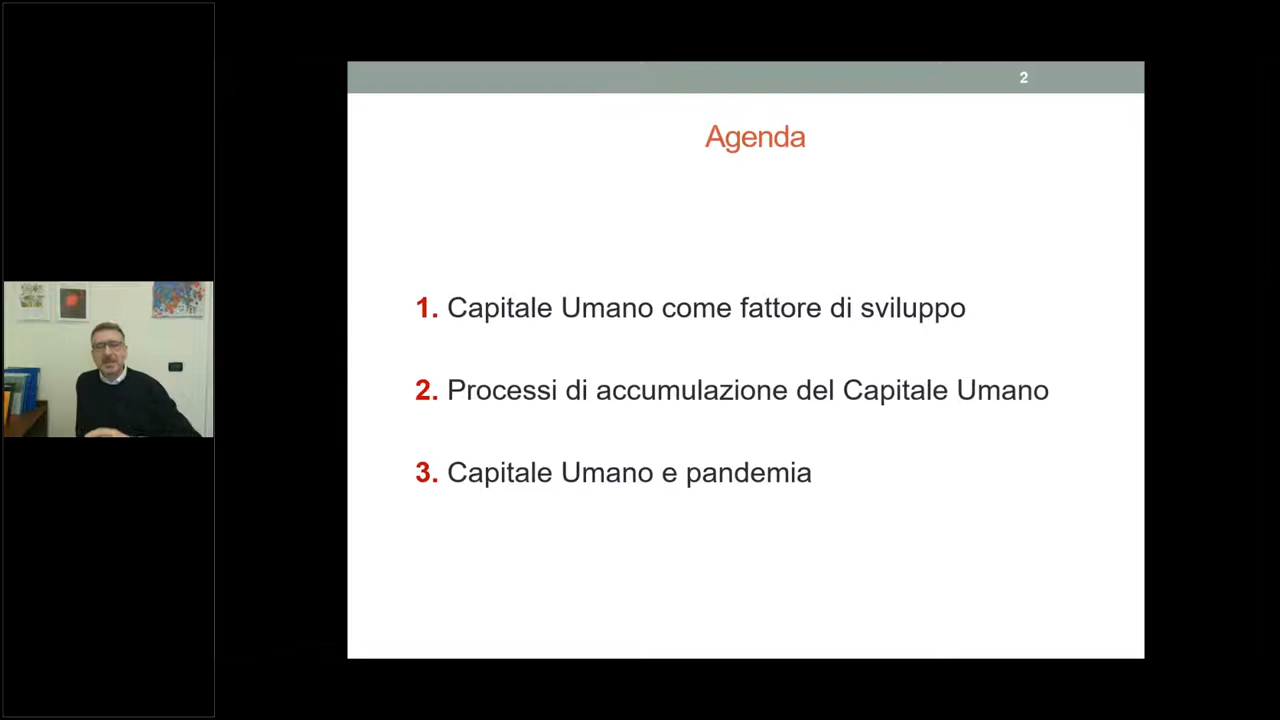 2
Agenda
1. Capitale Umano come fattore di sviluppo
2. Processi di accumulazione del Capitale Umano
3. Capitale Umano e pandemia